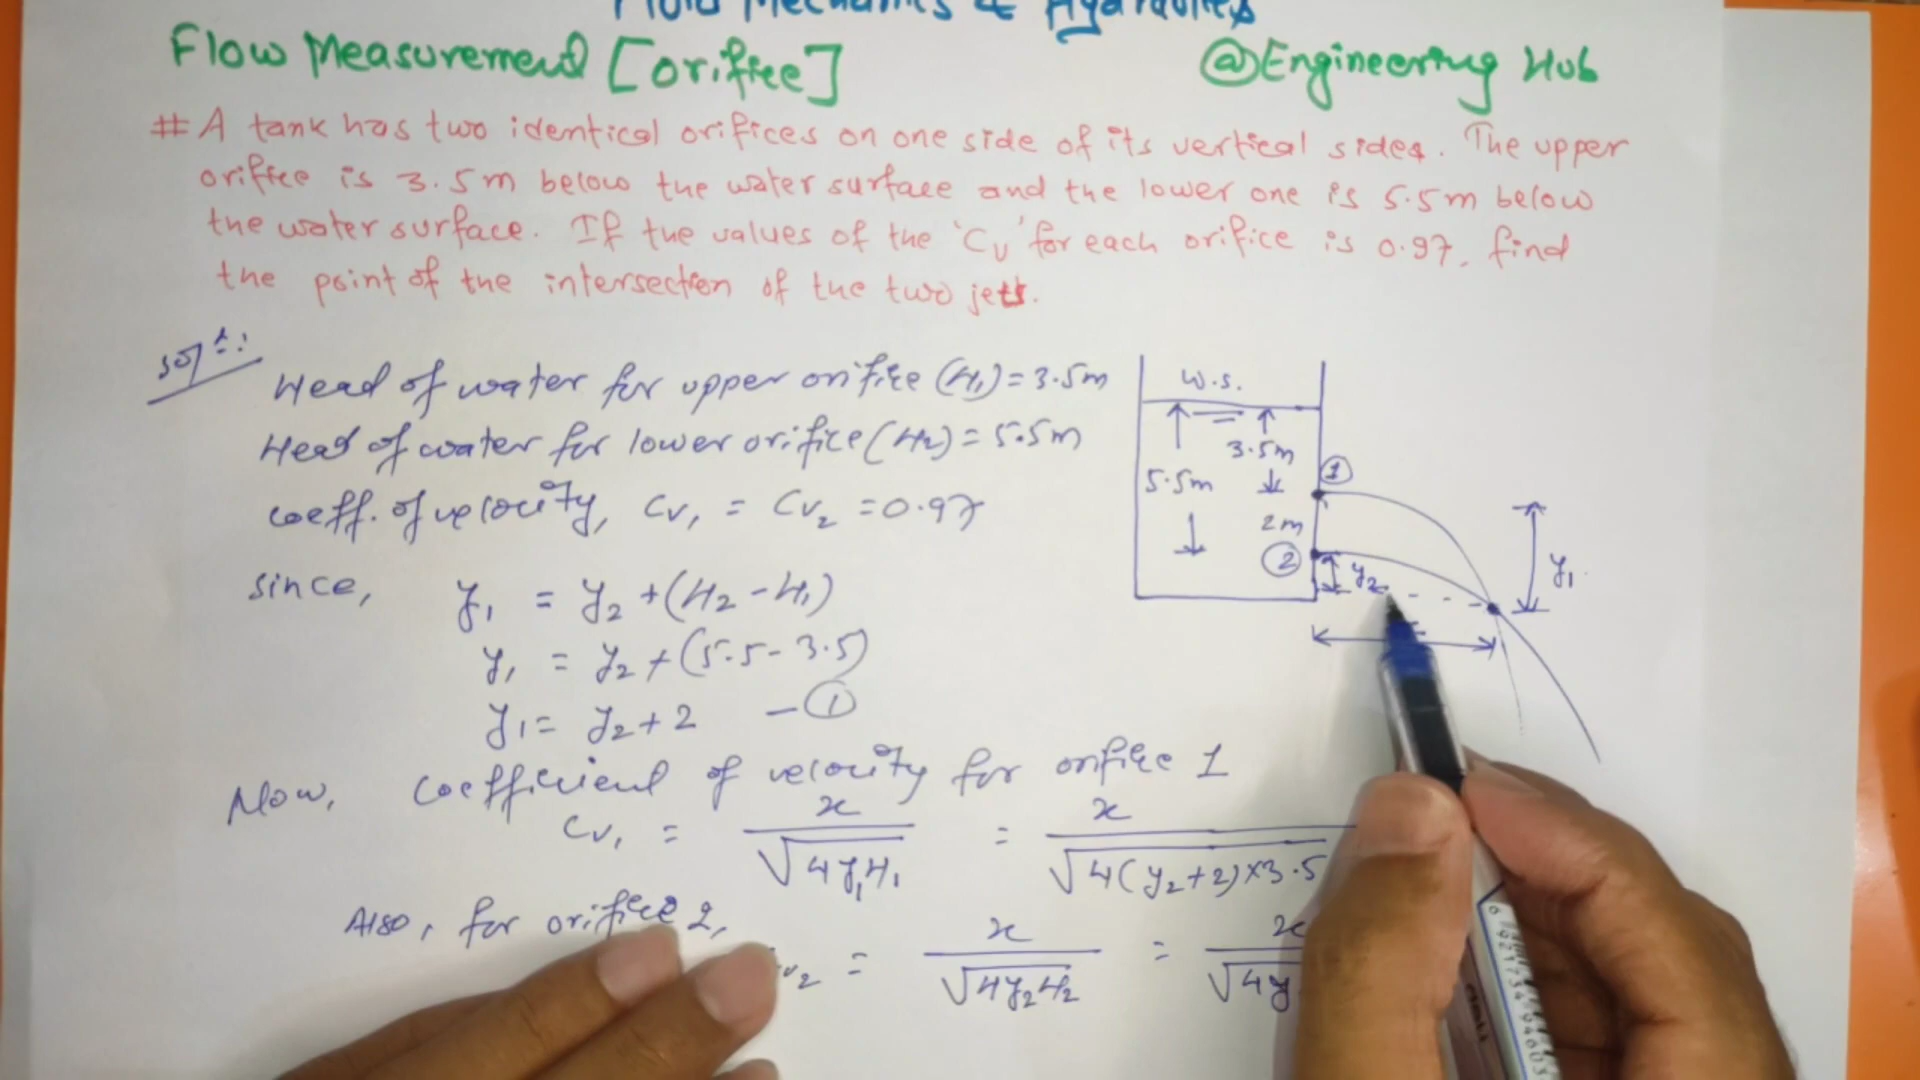 Fluid Mechanics & Hydraulics
Flow Measurement [orifice]
@Engineering Hub
# A tank has two identical orifices on one side of its vertical sides. The upper
orifice is 3.5m below the water surface and the lower one is 5.5m below
the water surface. If the values of the 'Cv' for each orifice is 0.97, find
the point of the intersection of the two jets.
solⁿ:
Head of water for upper orifice (H₁) = 3.5m
Head of water for lower orifice (H₂) = 5.5m
coeff. of velocity, Cv₁ = Cv₂ = 0.97
since, y₁ = y₂ + (H₂ - H₁)
y₁ = y₂ + (5.5 - 3.5)
y₁ = y₂ + 2 - ①
Now, coefficient of velocity for orifice 1
Cv₁ = x / √4y₁H₁ = x / √4(y₂+2)×3.5
Also, for orifice 2,
v₂ = x / √4y₂H₂ = x / √4y
W.S.
3.5m
5.5m
①
2m
②
y₂
y₁